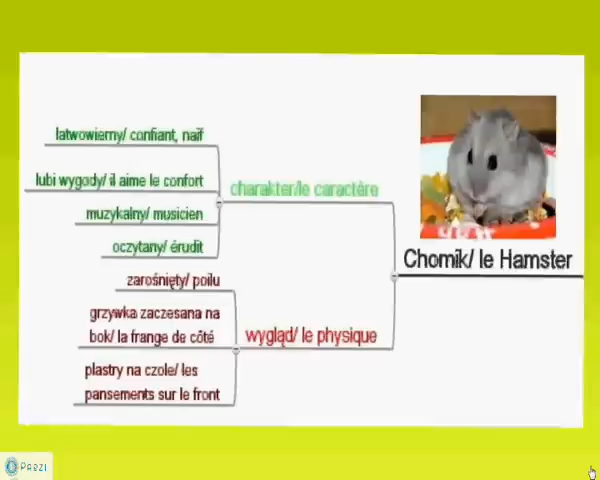 łatwowierny/ confiant, naïf
lubi wygody/ il aime le confort
muzykalny/ musicien
oczytany/ érudit
charakter/le caractère
Chomik/ le Hamster
zarośnięty/ poilu
grzywka zaczesana na
bok/ la frange de côté
wygląd/ le physique
plastry na czole/ les
pansements sur le front
Prezi